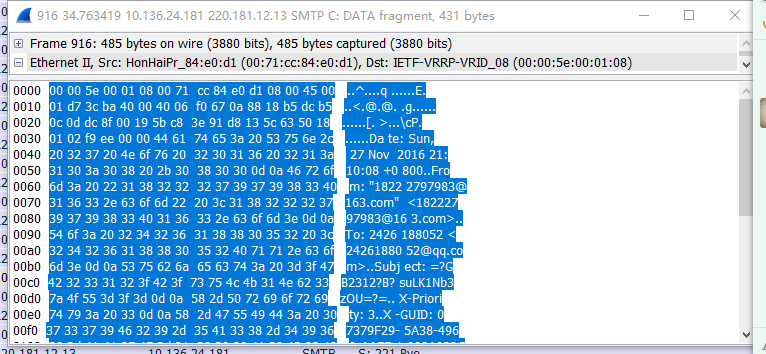 916 34.763419 10.136.24.181 220.181.12.13 SMTP C: DATA fragment, 431 bytes
Frame 916: 485 bytes on wire (3880 bits), 485 bytes captured (3880 bits)
Ethernet II, Src: HonHaiPr_84:e0:d1 (00:71:cc:84:e0:d1), Dst: IETF-VRRP-VRID_08 (00:00:5e:00:01:08)
0000 00 00 5e 00 01 08 00 71 cc 84 e0 d1 08 00 45 00 ..^....q ......E.
0010 01 d7 3c ba 40 00 40 06 f0 67 0a 88 18 b5 dc b5 ..<.@.@. .g......
0020 0c 0d dc 8f 00 19 5b c8 3e 91 d8 13 5c 63 50 18 ......[. >...\cP.
0030 01 02 f9 ee 00 00 44 61 74 65 3a 20 53 75 6e 2c ......Da te: Sun,
0040 20 32 37 20 4e 6f 76 20 32 30 31 36 20 32 31 3a 27 Nov 2016 21:
0050 31 30 3a 30 38 20 2b 30 38 30 30 0d 0a 46 72 6f 10:08 +0 800..Fro
0060 6d 3a 20 22 31 38 32 32 32 37 39 37 39 38 33 40 m: "1822 2797983@
0070 31 36 33 2e 63 6f 6d 22 20 3c 31 38 32 32 32 37 163.com" <182227
0080 39 37 39 38 33 40 31 36 33 2e 63 6f 6d 3e 0d 0a 97983@16 3.com>..
0090 54 6f 3a 20 32 34 32 36 31 38 38 30 35 32 20 3c To: 2426 188052 <
00a0 32 34 32 36 31 38 38 30 35 32 40 71 71 2e 63 6f 24261880 52@qq.co
00b0 6d 3e 0d 0a 53 75 62 6a 65 63 74 3a 20 3d 3f 47 m>..Subj ect: =?G
00c0 42 32 33 31 32 3f 42 3f 73 75 4c 4b 31 4e 62 33 B2312?B? suLK1Nb3
00d0 7a 4f 55 3d 3f 3d 0d 0a 58 2d 50 72 69 6f 72 69 zOU=?=.. X-Priori
00e0 74 79 3a 20 33 0d 0a 58 2d 47 55 49 44 3a 20 30 ty: 3..X -GUID: 0
00f0 37 33 37 39 46 32 39 2d 35 41 33 38 2d 34 39 36 7379F29- 5A38-496
20.181.12.13 10.136.24.181 SMTP S: 221 Bye